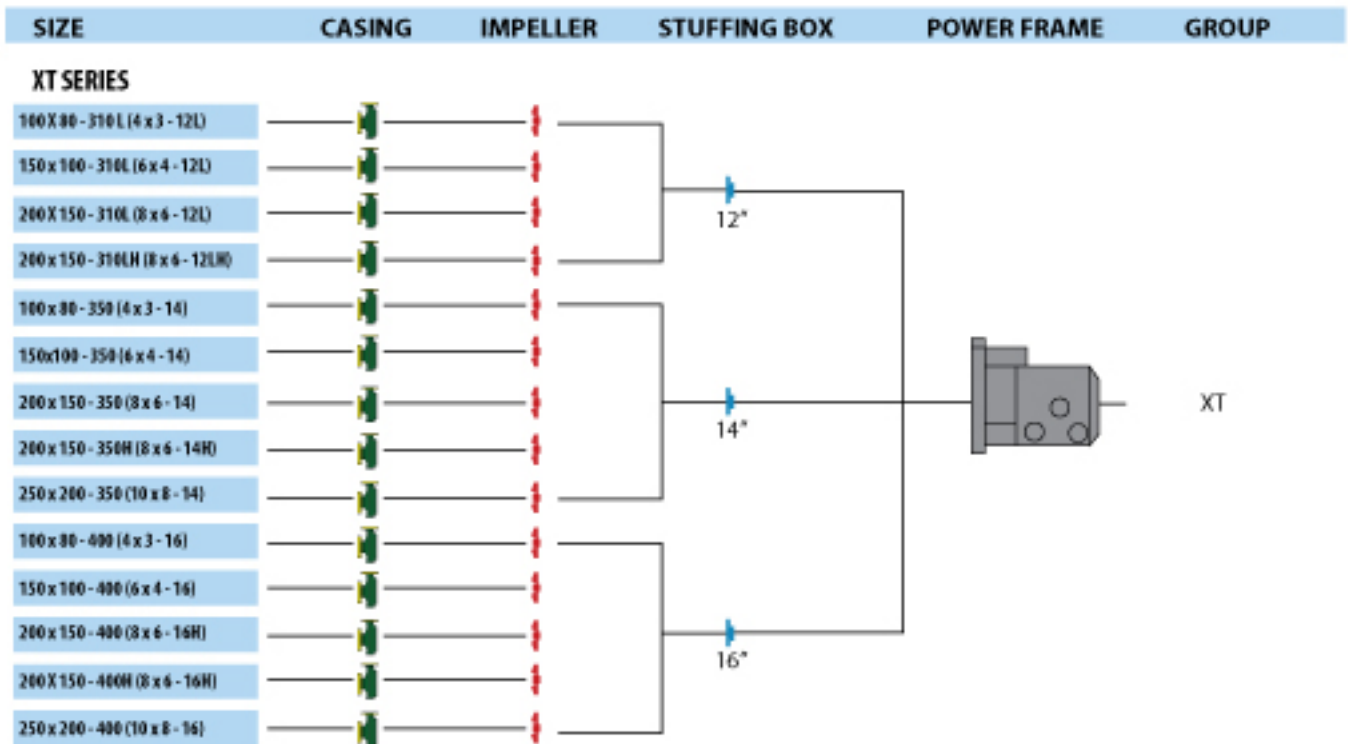 SIZE CASING IMPELLER STUFFING BOX POWER FRAME GROUP
XT SERIES
100X80-310L (4x3-12L)
150x100-310L (6x4-12L)
200X150-310L (8x6-12L)
12"
200x150-310LH (8x6-12LH)
100x80-350 (4x3-14)
150x100-350 (6x4-14)
200x150-350 (8x6-14)
XT
14"
200x150-350H (8x6-14H)
250x200-350 (10x8-14)
100x80-400 (4x3-16)
150x100-400 (6x4-16)
200x150-400 (8x6-16H)
16"
200X150-400H (8x6-16H)
250x200-400 (10x8-16)